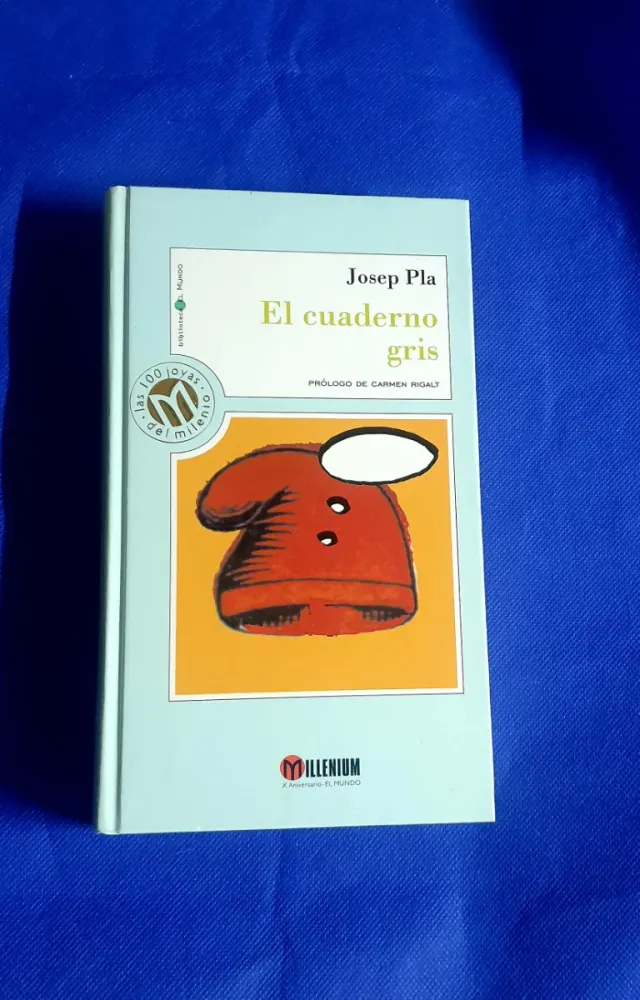 Josep Pla
El cuaderno
gris
PRÓLOGO DE CARMEN RIGALT
biblioteca EL MUNDO
· las 100 joyas ·
del milenio
M
MILLENIUM
X Aniversario · EL MUNDO